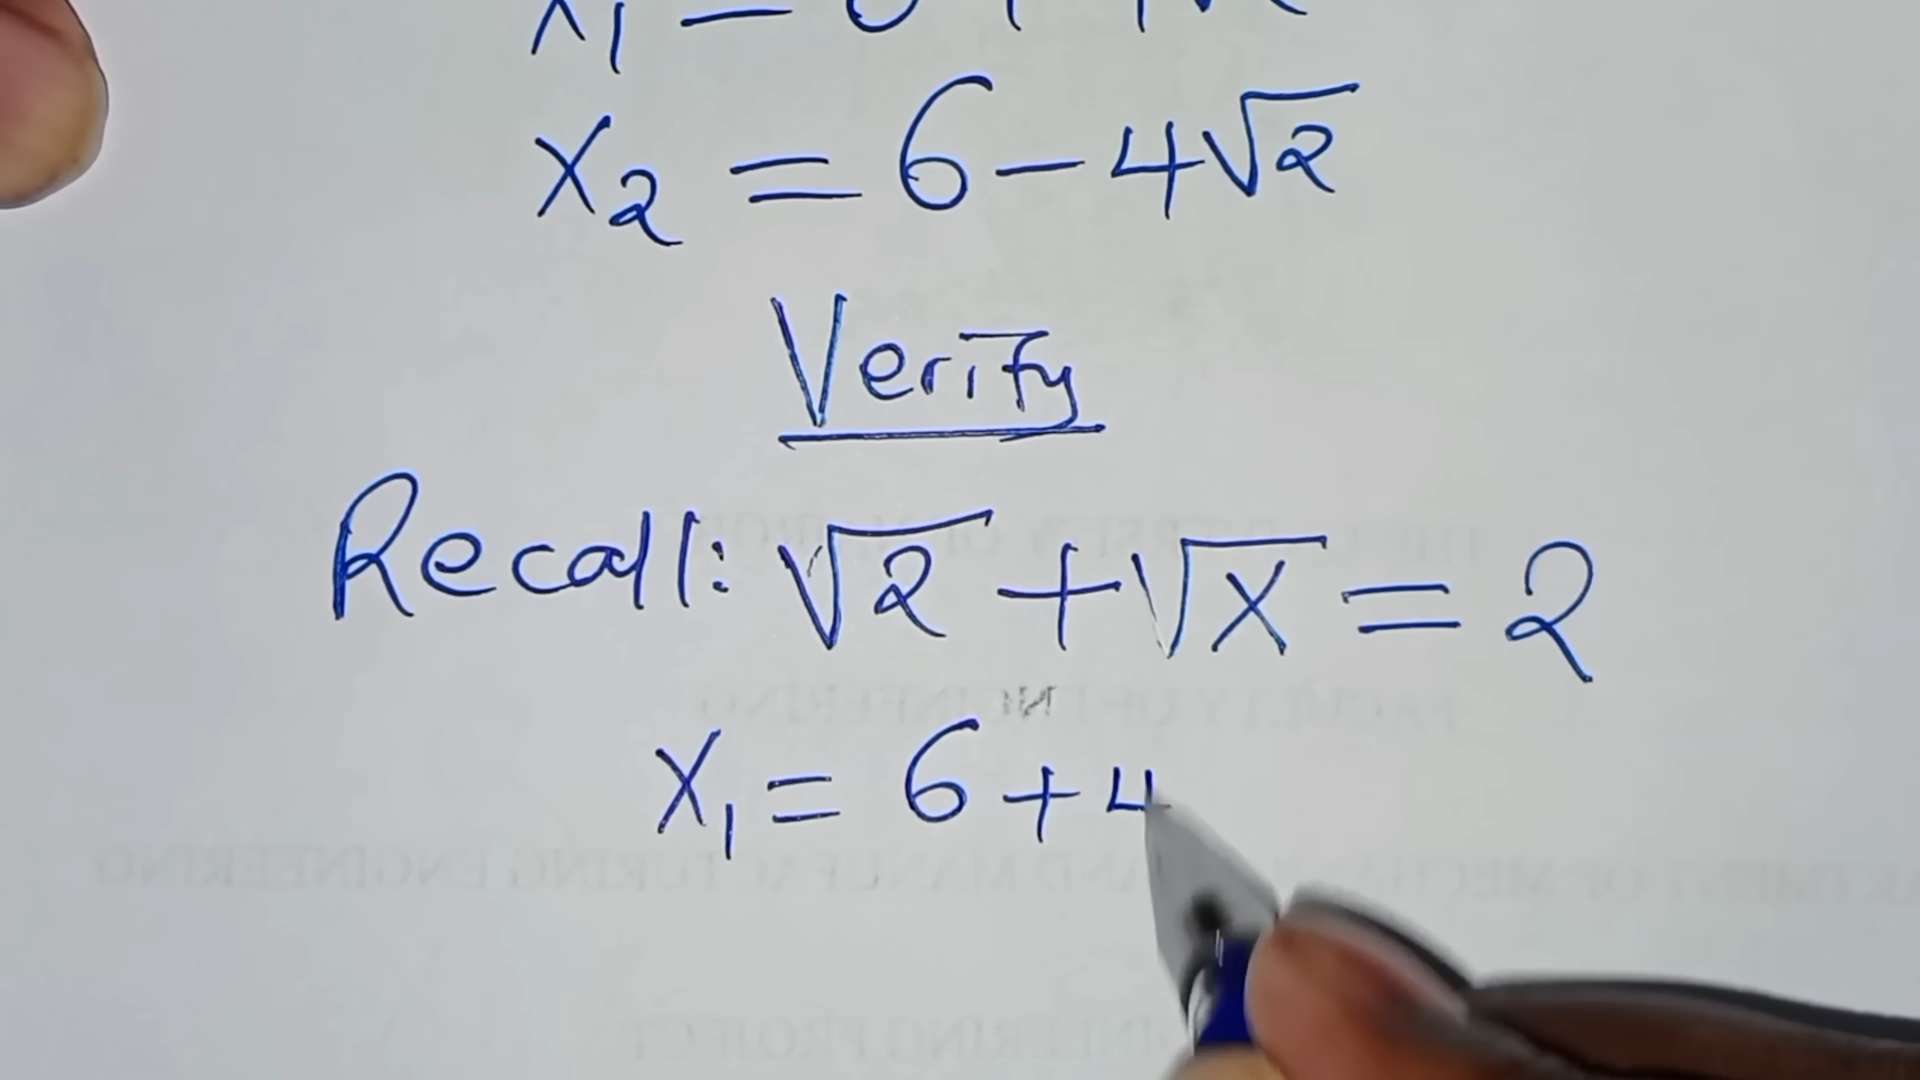 x₂ = 6 - 4√2
Verify
Recall: √2 + √x = 2
x₁ = 6 + 4